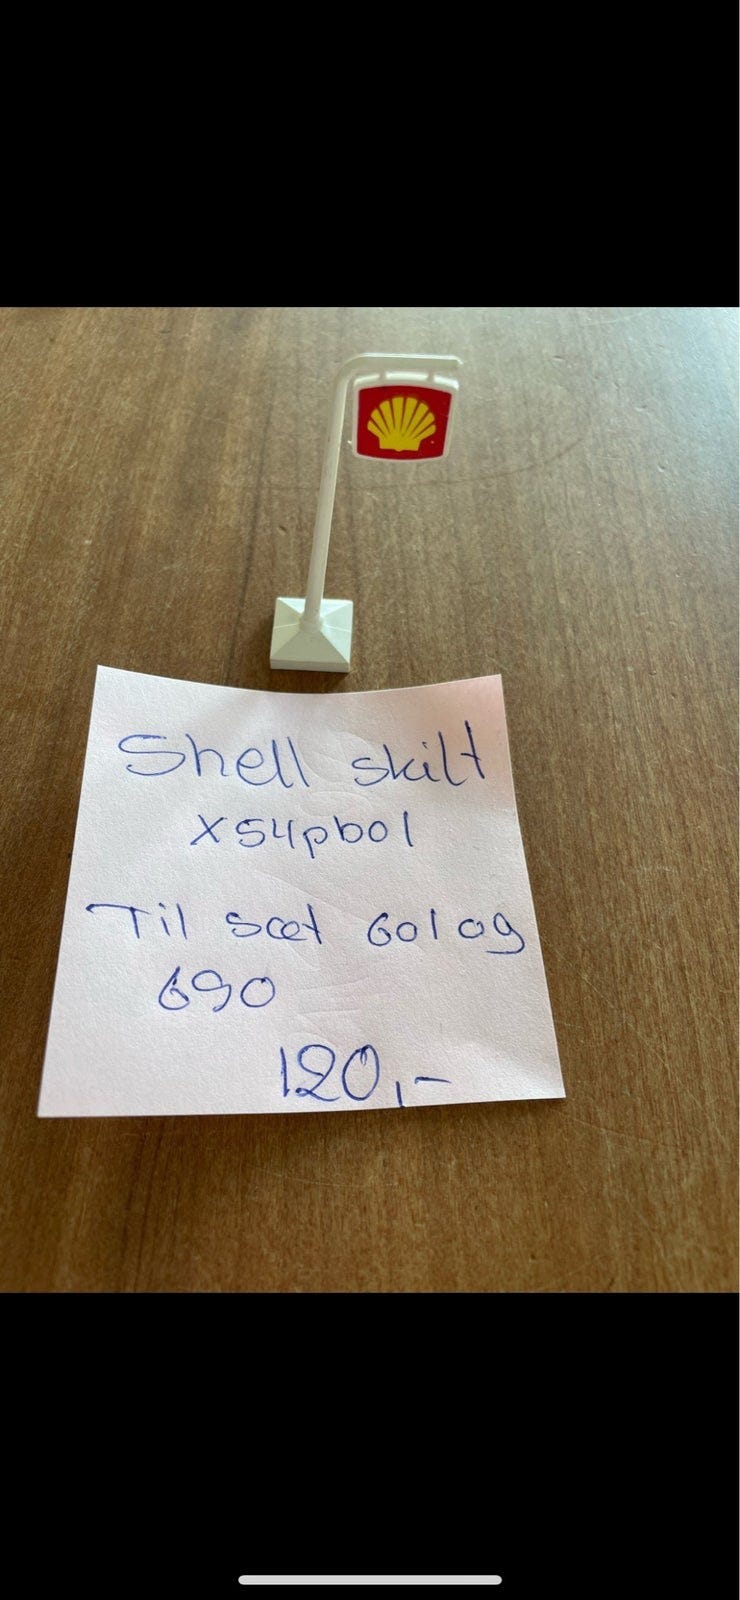 Shell skilt
x54pb01
Til sæt 601 og
690
120,-